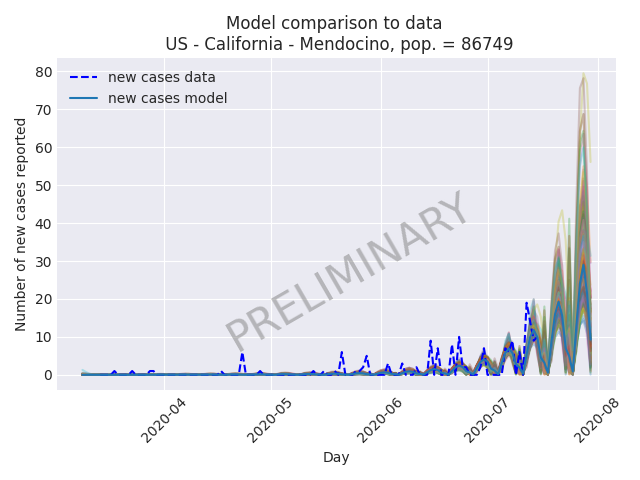 Model comparison to data
US - California - Mendocino, pop. = 86749
new cases data
new cases model
Number of new cases reported
80
70
60
50
40
30
20
10
0
PRELIMINARY
2020-04
2020-05
2020-06
2020-07
2020-08
Day